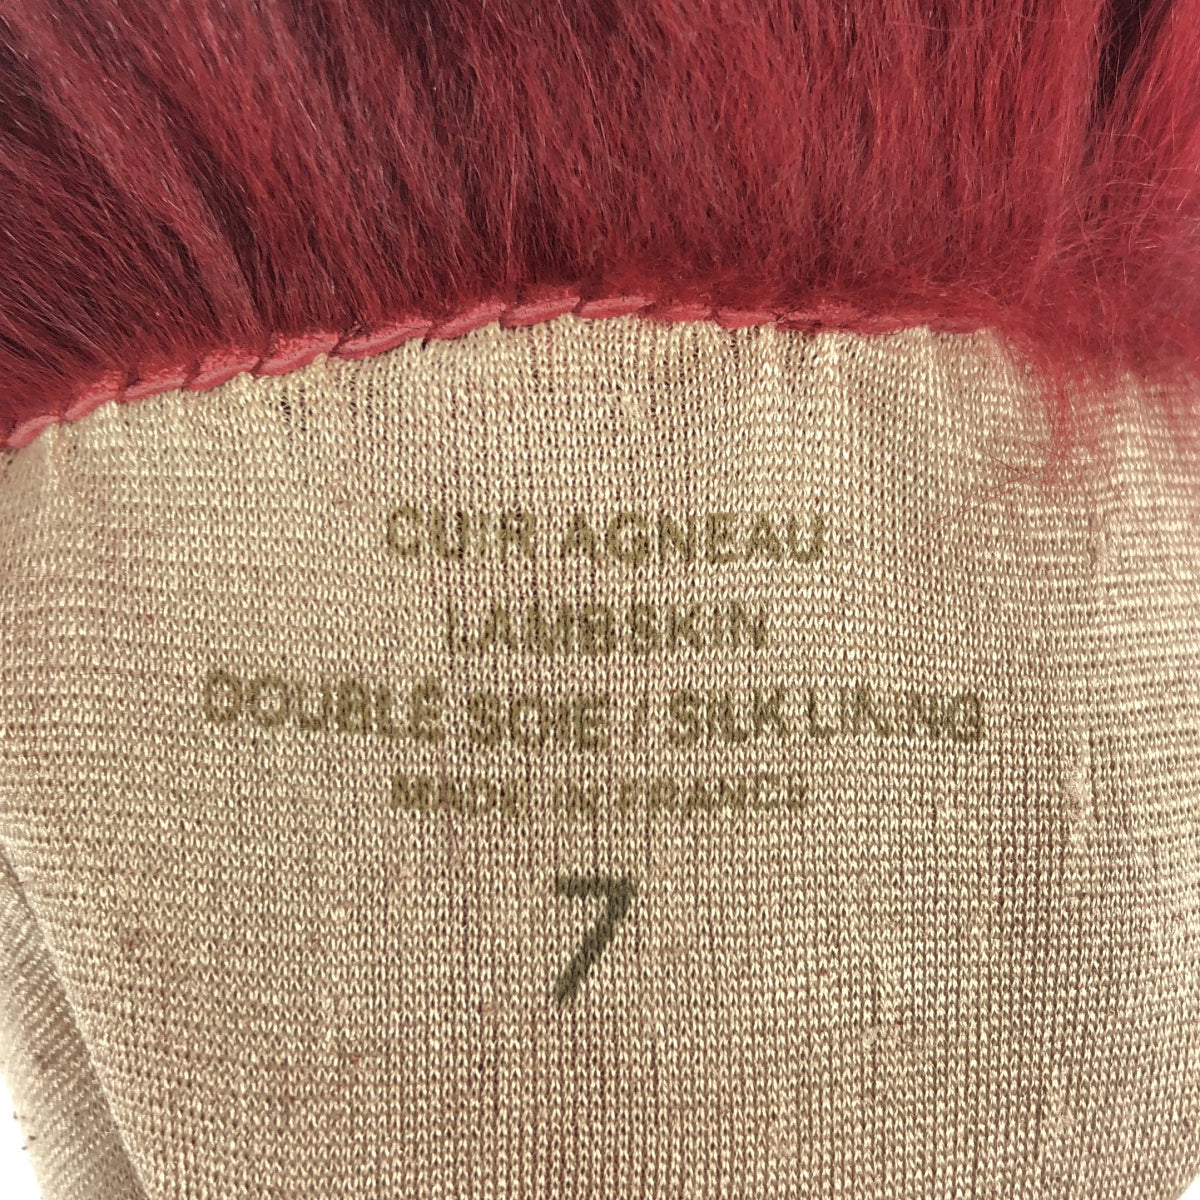 CUIR AGNEAU
LAMBSKIN
DOUBLÉ SOIE / SILK LINING
MADE IN FRANCE
7